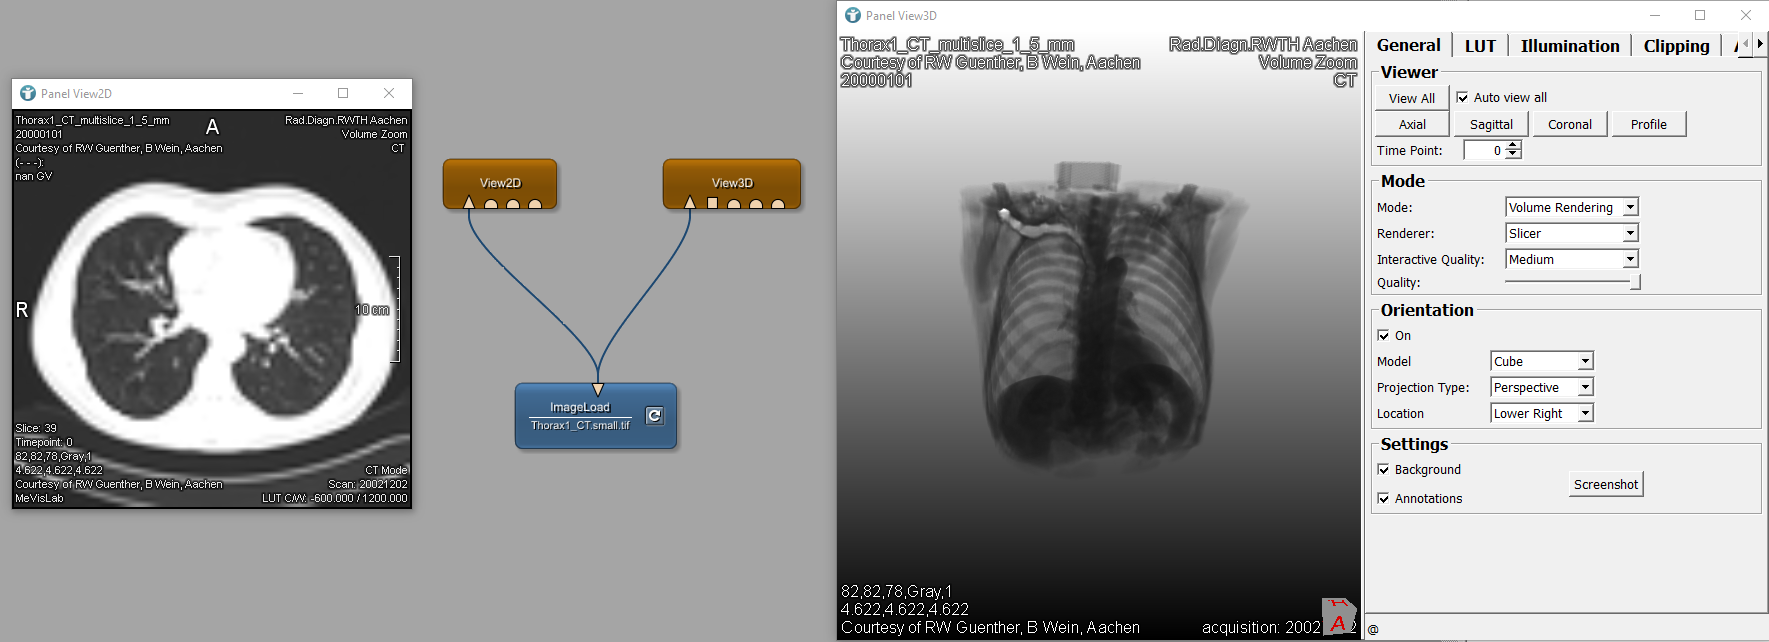 Panel View2D
Thorax1_CT_multislice_1_5_mm
20000101
Courtesy of RW Guenther, B Wein, Aachen
(- - -):
nan GV
A
Rad.Diagn.RWTH Aachen
Volume Zoom
CT
R
10 cm
Slice: 39
Timepoint: 0
82,82,78,Gray,1
4.622,4.622,4.622
Courtesy of RW Guenther, B Wein, Aachen
MeVisLab
CT Mode
Scan: 20021202
LUT C/W: -600.000 / 1200.000
View2D
View3D
ImageLoad
Thorax1_CT.small.tif
Panel View3D
Thorax1_CT_multislice_1_5_mm
Courtesy of RW Guenther, B Wein, Aachen
20000101
Rad.Diagn.RWTH Aachen
Volume Zoom
CT
82,82,78,Gray,1
4.622,4.622,4.622
Courtesy of RW Guenther, B Wein, Aachen
acquisition: 2002
2
H
A
General LUT Illumination Clipping
Viewer
View All Auto view all
Axial Sagittal Coronal Profile
Time Point: 0
Mode
Mode: Volume Rendering
Renderer: Slicer
Interactive Quality: Medium
Quality:
Orientation
On
Model Cube
Projection Type: Perspective
Location Lower Right
Settings
Background
Screenshot
Annotations
@